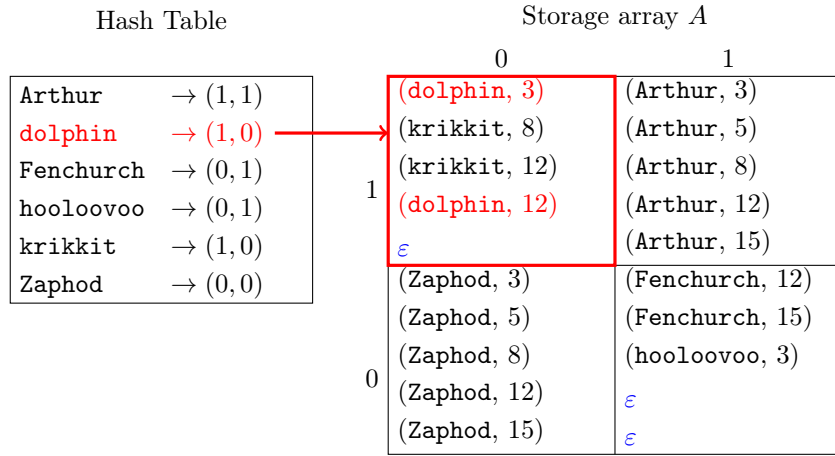 Hash Table
Arthur → (1, 1)
dolphin → (1, 0)
Fenchurch → (0, 1)
hooloovoo → (0, 1)
krikkit → (1, 0)
Zaphod → (0, 0)
Storage array A
0 1
1
(dolphin, 3)
(krikkit, 8)
(krikkit, 12)
(dolphin, 12)
ε
(Arthur, 3)
(Arthur, 5)
(Arthur, 8)
(Arthur, 12)
(Arthur, 15)
0
(Zaphod, 3)
(Zaphod, 5)
(Zaphod, 8)
(Zaphod, 12)
(Zaphod, 15)
(Fenchurch, 12)
(Fenchurch, 15)
(hooloovoo, 3)
ε
ε